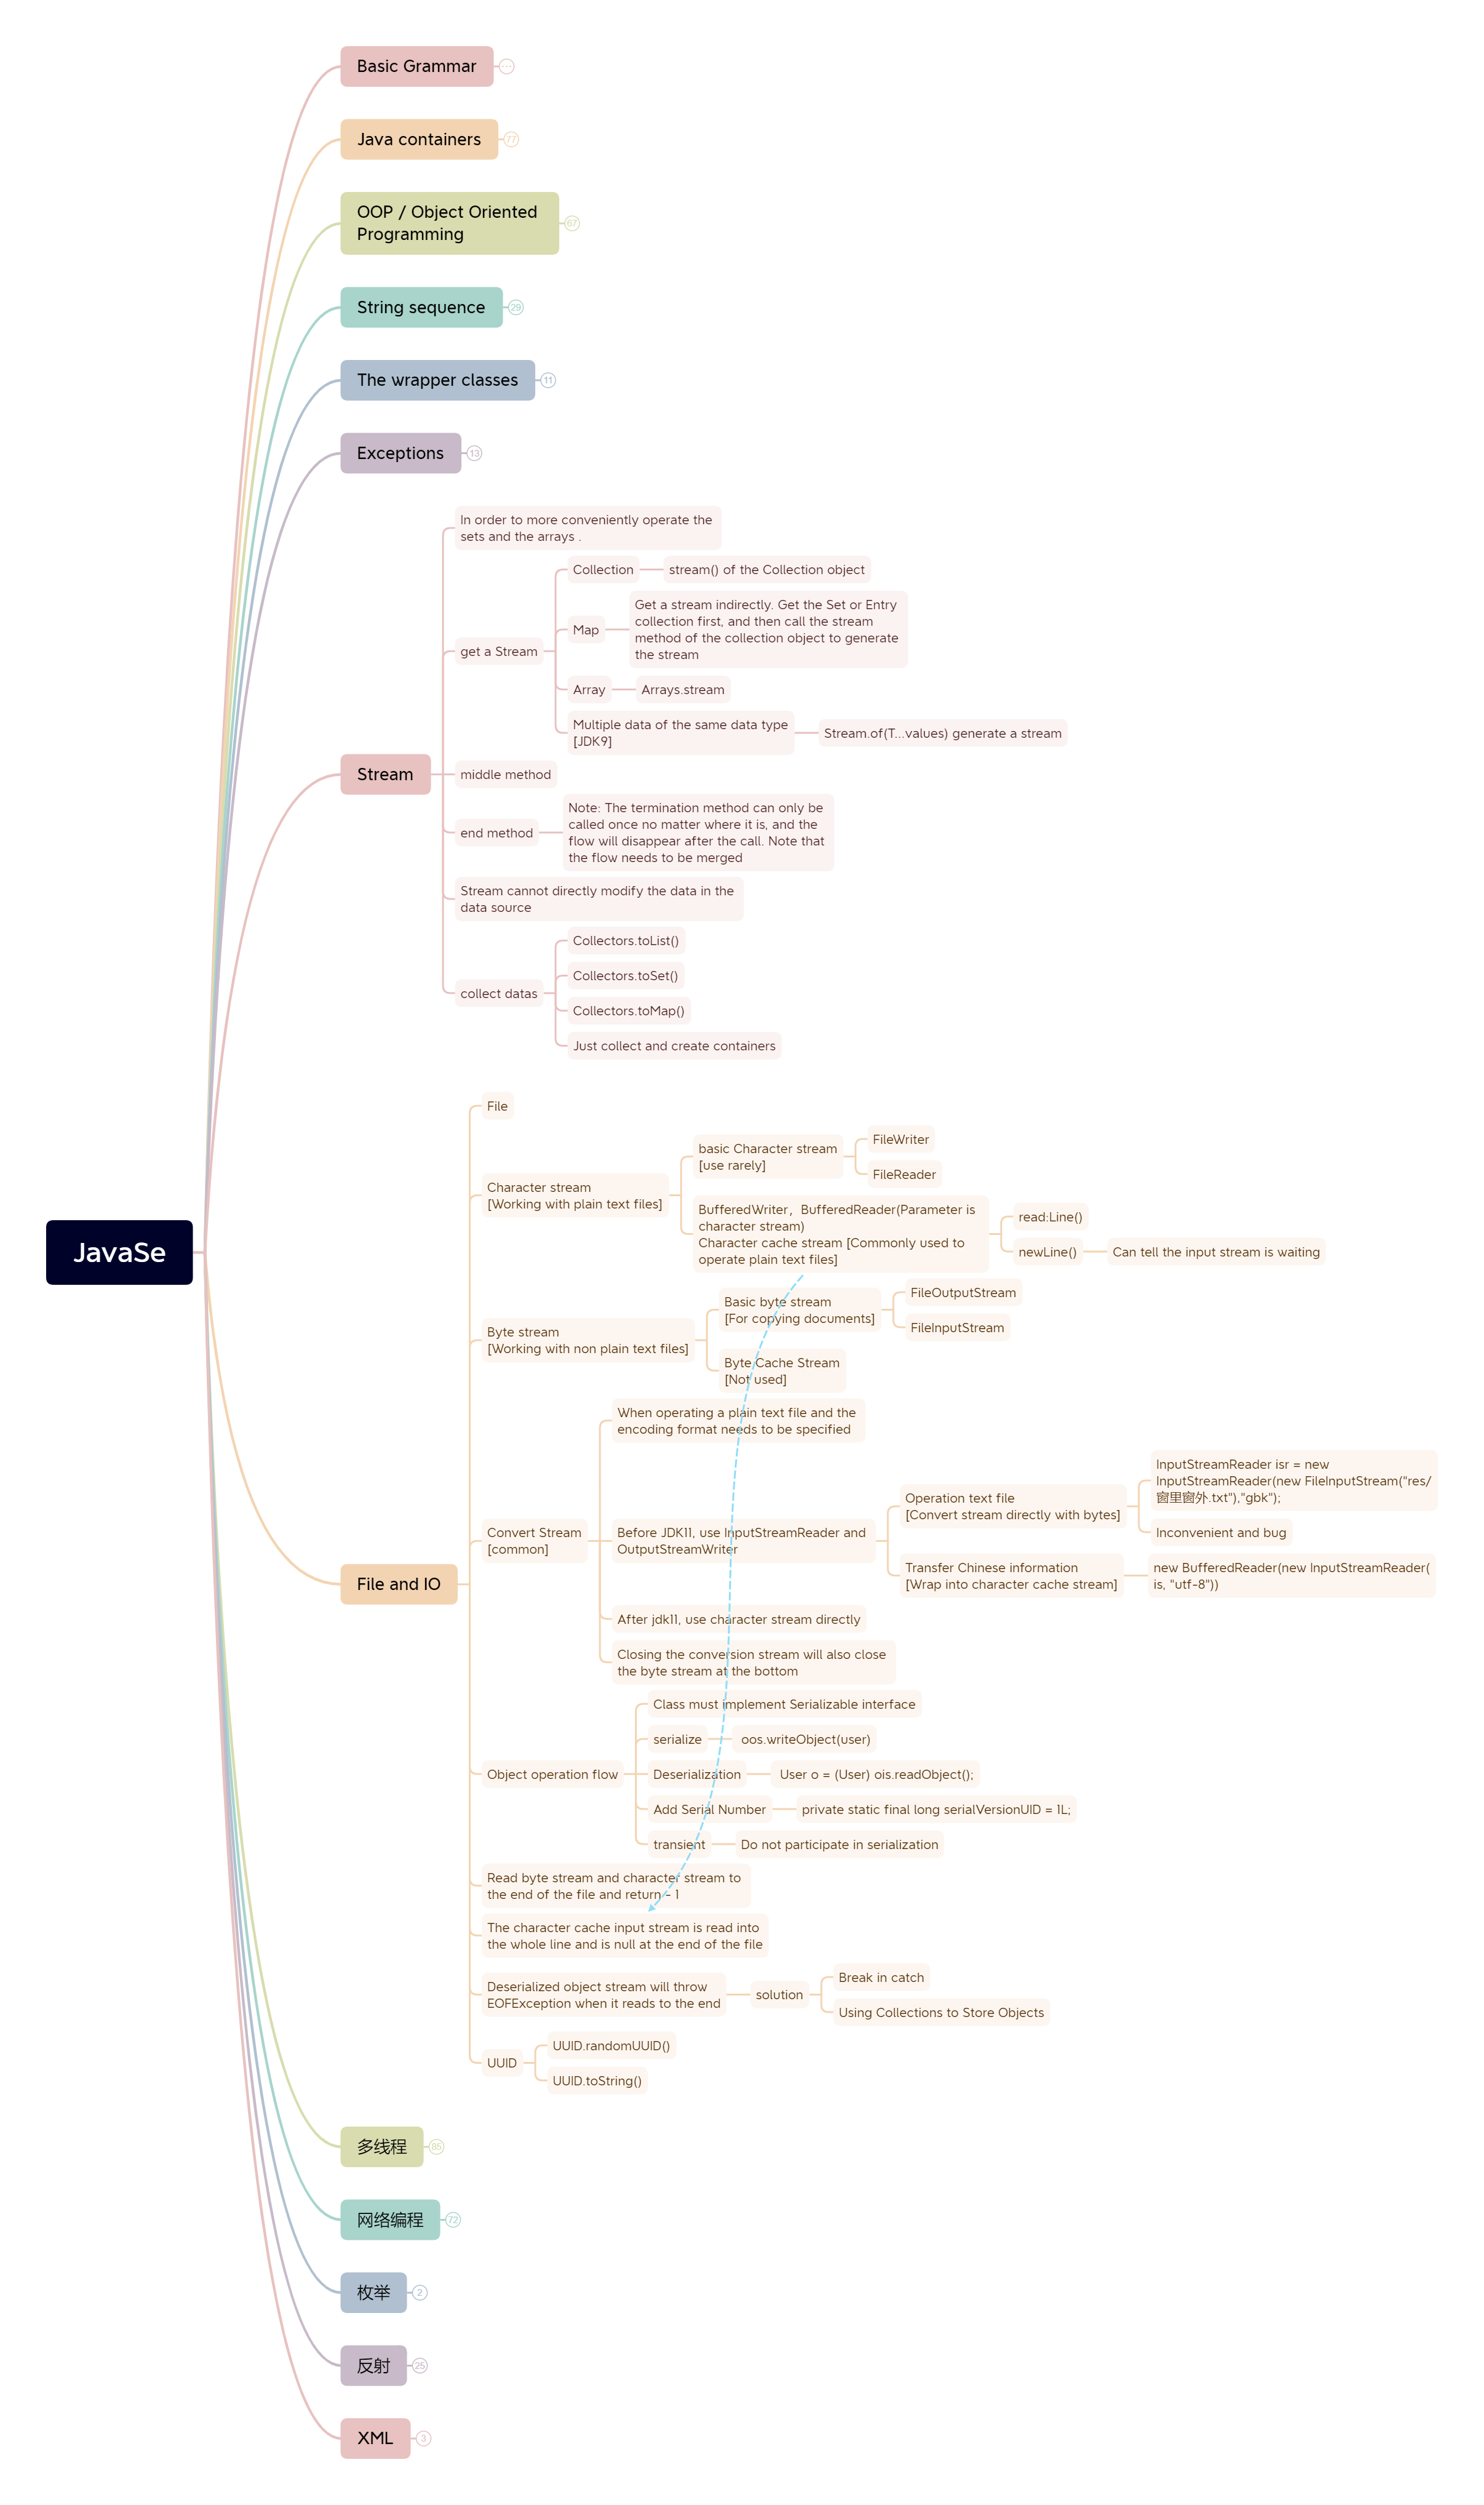 Basic Grammar
Java containers
77
OOP / Object Oriented
Programming
67
String sequence
29
The wrapper classes
11
Exceptions
13
In order to more conveniently operate the
sets and the arrays .
Collection
stream() of the Collection object
get a Stream
Map
Get a stream indirectly. Get the Set or Entry
collection first, and then call the stream
method of the collection object to generate
the stream
Array
Arrays.stream
Multiple data of the same data type
[JDK9]
Stream.of(T...values) generate a stream
Stream
middle method
end method
Note: The termination method can only be
called once no matter where it is, and the
flow will disappear after the call. Note that
the flow needs to be merged
Stream cannot directly modify the data in the
data source
collect datas
Collectors.toList()
Collectors.toSet()
Collectors.toMap()
Just collect and create containers
JavaSe
File and IO
File
Character stream
[Working with plain text files]
basic Character stream
[use rarely]
FileWriter
FileReader
BufferedWriter，BufferedReader(Parameter is
character stream)
Character cache stream [Commonly used to
operate plain text files]
read:Line()
newLine()
Can tell the input stream is waiting
Byte stream
[Working with non plain text files]
Basic byte stream
[For copying documents]
FileOutputStream
FileInputStream
Byte Cache Stream
[Not used]
Convert Stream
[common]
When operating a plain text file and the
encoding format needs to be specified
Before JDK11, use InputStreamReader and
OutputStreamWriter
Operation text file
[Convert stream directly with bytes]
InputStreamReader isr = new
InputStreamReader(new FileInputStream("res/
窗里窗外.txt"),"gbk");
Inconvenient and bug
Transfer Chinese information
[Wrap into character cache stream]
new BufferedReader(new InputStreamReader(
is, "utf-8"))
After jdk11, use character stream directly
Closing the conversion stream will also close
the byte stream at the bottom
Object operation flow
Class must implement Serializable interface
serialize
oos.writeObject(user)
Deserialization
User o = (User) ois.readObject();
Add Serial Number
private static final long serialVersionUID = 1L;
transient
Do not participate in serialization
Read byte stream and character stream to
the end of the file and return - 1
The character cache input stream is read into
the whole line and is null at the end of the file
Deserialized object stream will throw
EOFException when it reads to the end
solution
Break in catch
Using Collections to Store Objects
UUID
UUID.randomUUID()
UUID.toString()
多线程
85
网络编程
72
枚举
2
反射
25
XML
3